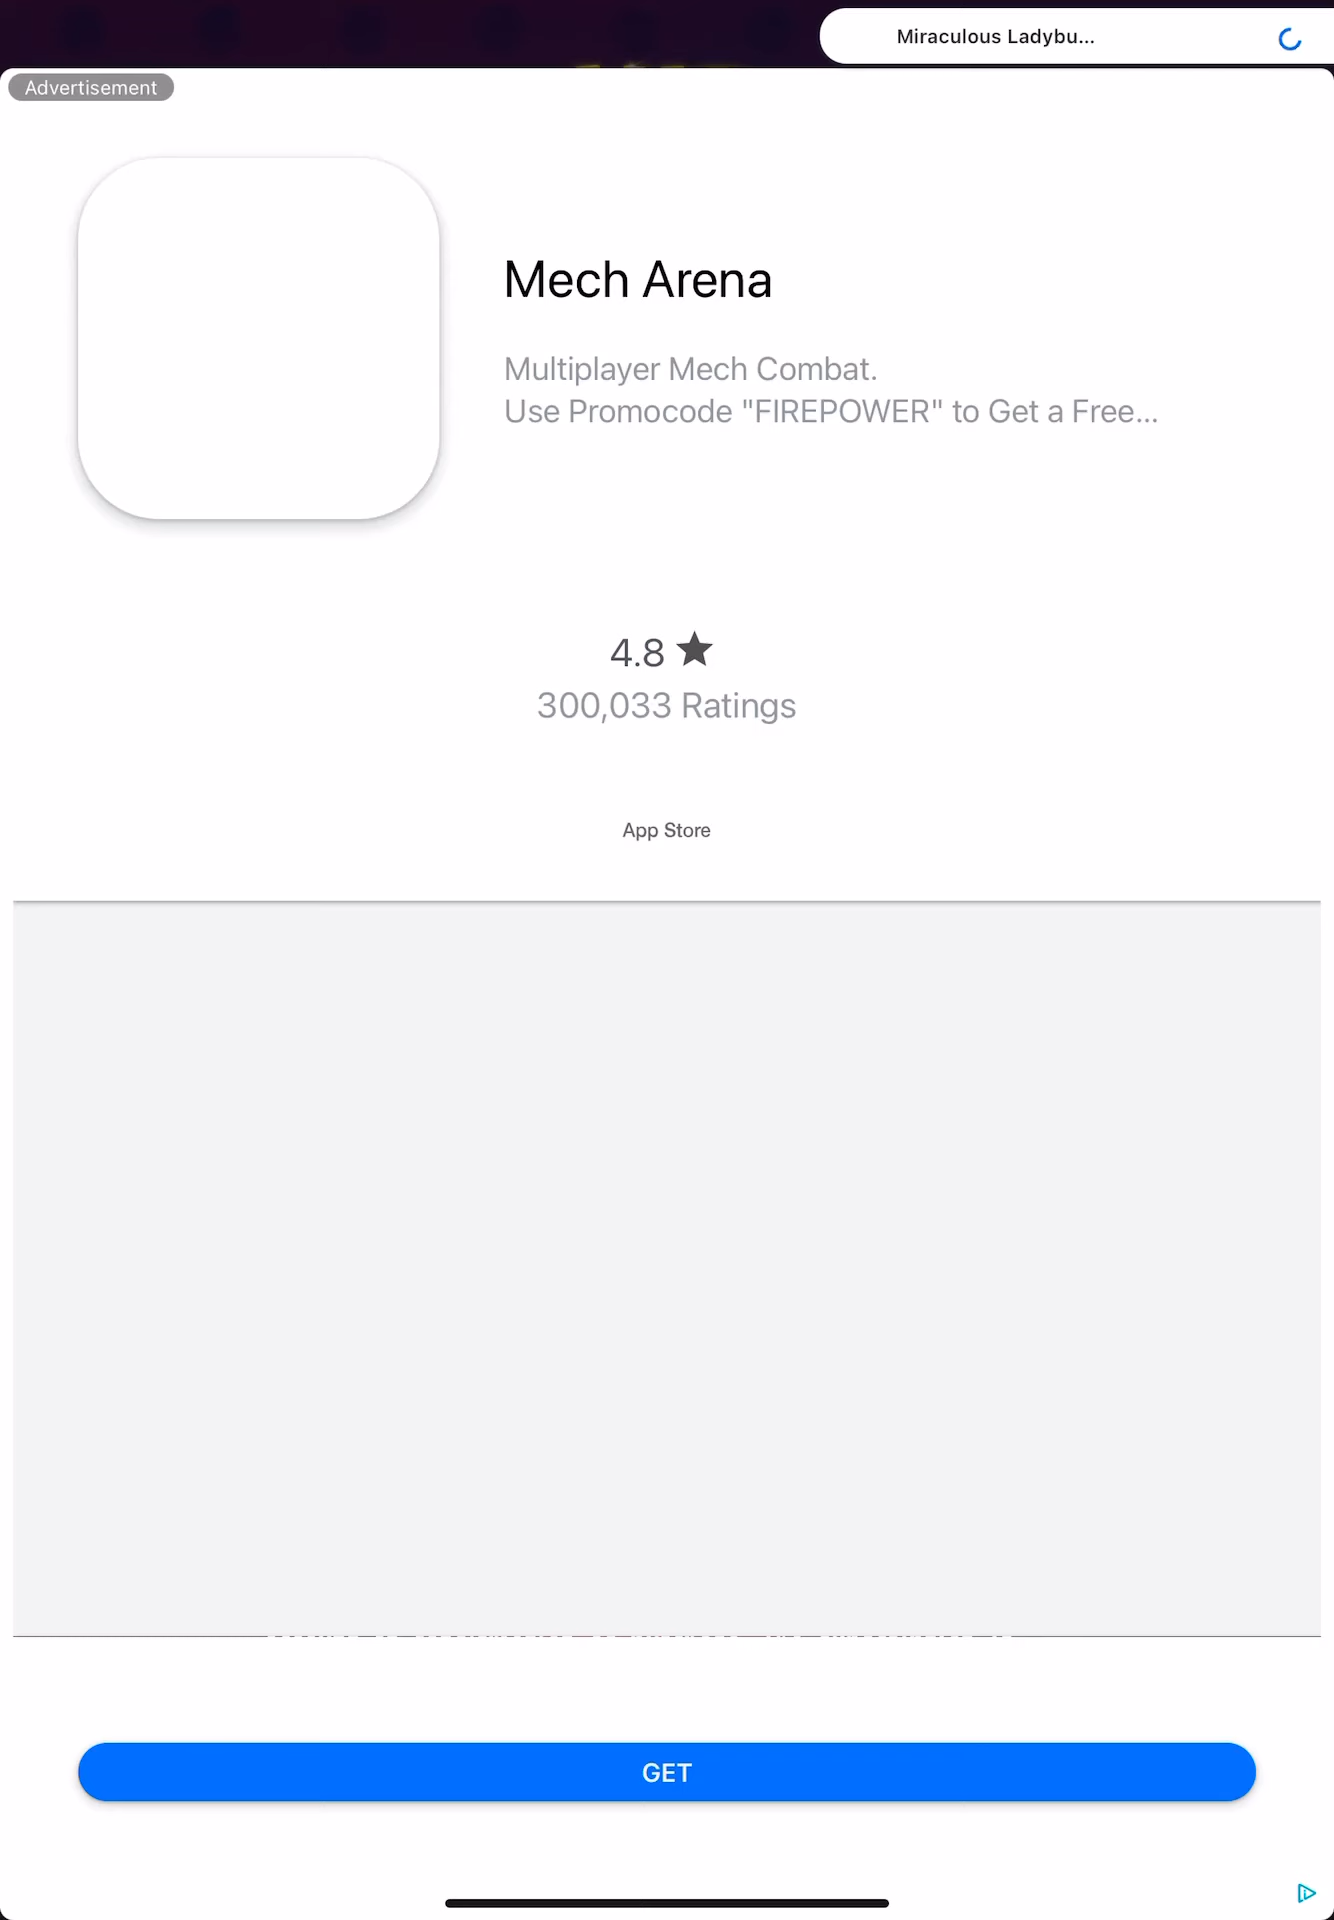 Miraculous Ladybu...
Advertisement
Mech Arena
Multiplayer Mech Combat.
Use Promocode "FIREPOWER" to Get a Free...
4.8 ★
300,033 Ratings
App Store
GET